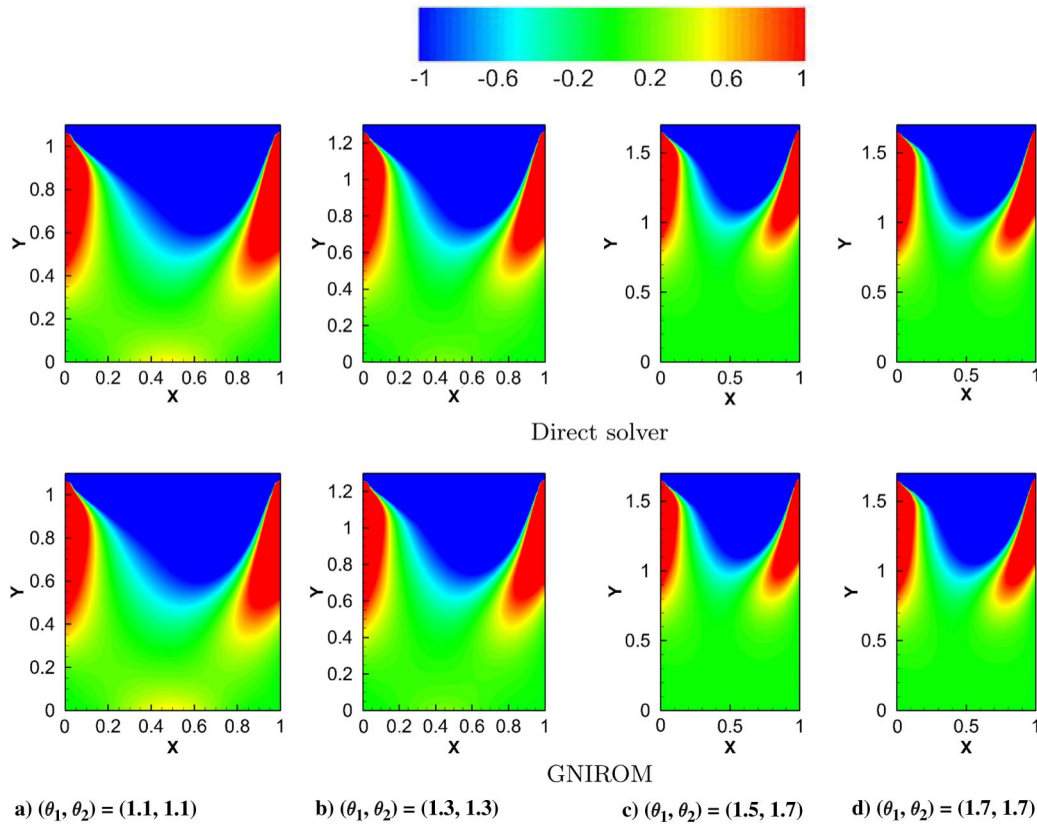 -1 -0.6 -0.2 0.2 0.6 1
1 0.8 0.6 0.4 0.2 0
Y
0 0.2 0.4 0.6 0.8 1
X
1.2 1 0.8 0.6 0.4 0.2 0
Y
0 0.2 0.4 0.6 0.8 1
X
1.5 1 0.5 0
Y
0 0.5 1
X
1.5 1 0.5 0
Y
0 0.5 1
X
Direct solver
1 0.8 0.6 0.4 0.2 0
Y
0 0.2 0.4 0.6 0.8 1
X
1.2 1 0.8 0.6 0.4 0.2 0
Y
0 0.2 0.4 0.6 0.8 1
X
1.5 1 0.5 0
Y
0 0.5 1
X
1.5 1 0.5 0
Y
0 0.5 1
X
GNIROM
a) (θ₁, θ₂) = (1.1, 1.1) b) (θ₁, θ₂) = (1.3, 1.3) c) (θ₁, θ₂) = (1.5, 1.7) d) (θ₁, θ₂) = (1.7, 1.7)